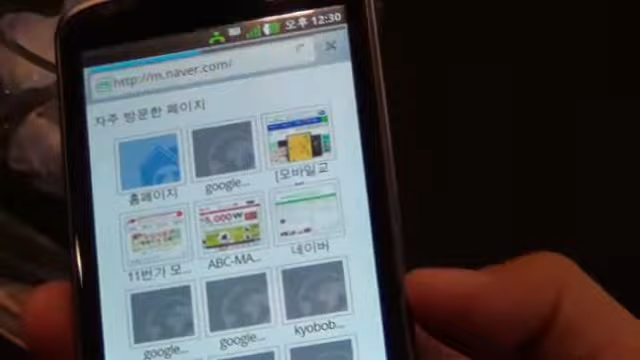 오후 12:30
http://m.naver.com/
자주 방문한 페이지
홈페이지 google... [모바일교
11번가 모... ABC-MA... 네이버
google... google... kyobob...